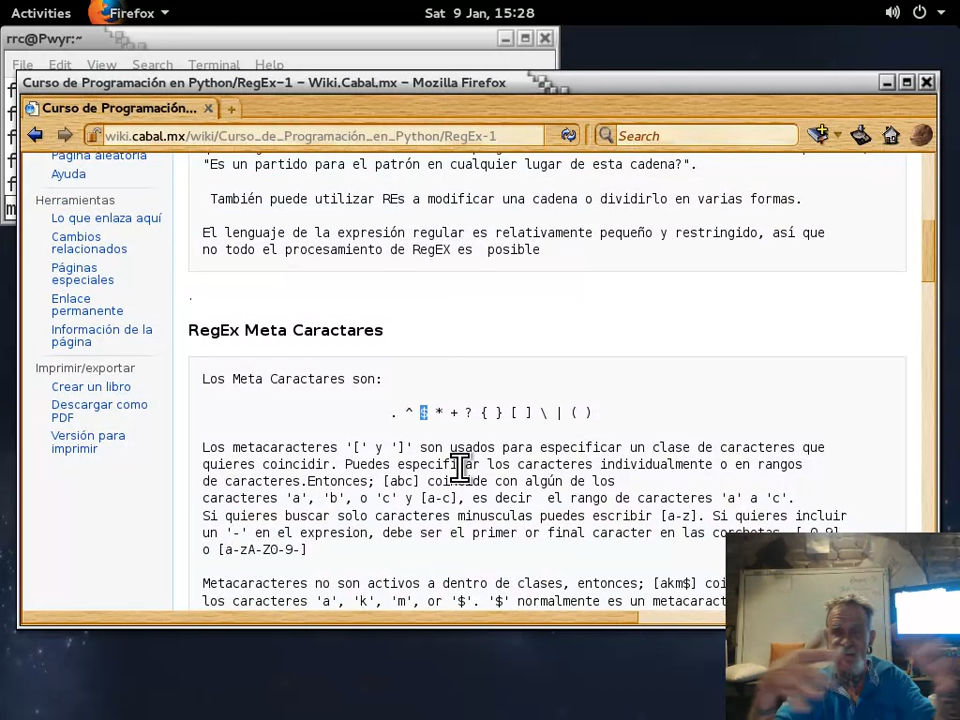 Activities Firefox Sat 9 Jan, 15:28
rrc@Pwyr:~
File Edit View Search Terminal Help
Curso de Programación en Python/RegEx-1 – Wiki.Cabal.mx – Mozilla Firefox
Curso de Programación...
wiki.cabal.mx/wiki/Curso_de_Programación_en_Python/RegEx-1 Search
Página aleatoria
Ayuda
Herramientas
Lo que enlaza aquí
Cambios
relacionados
Páginas
especiales
Enlace
permanente
Información de la
página
Imprimir/exportar
Crear un libro
Descargar como
PDF
Versión para
imprimir
"Es un partido para el patrón en cualquier lugar de esta cadena?".
También puede utilizar REs a modificar una cadena o dividirlo en varias formas.
El lenguaje de la expresión regular es relativamente pequeño y restringido, así que
no todo el procesamiento de RegEX es posible
.
RegEx Meta Caractares
Los Meta Caractares son:
. ^ $ * + ? { } [ ] \ | ( )
Los metacaracteres '[' y ']' son usados para especificar un clase de caracteres que
quieres coincidir. Puedes especificar los caracteres individualmente o en rangos
de caracteres.Entonces; [abc] coincide con algún de los
caracteres 'a', 'b', o 'c' y [a-c], es decir el rango de caracteres 'a' a 'c'.
Si quieres buscar solo caracteres minusculas puedes escribir [a-z]. Si quieres incluir
un '-' en el expresion, debe ser el primer or final caracter en las corchetas, [-0-9]
o [a-zA-Z0-9-]
Metacaracteres no son activos a dentro de clases, entonces; [akm$]
los caracteres 'a', 'k', 'm', or '$'. '$' normalmente es un